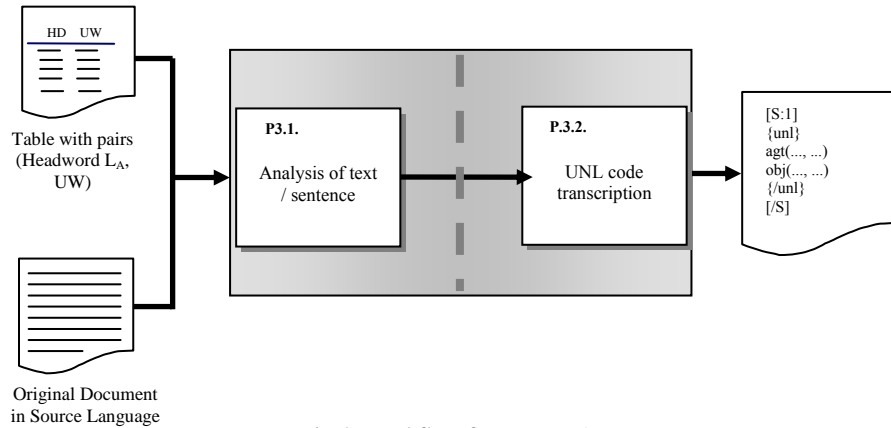 HD UW
Table with pairs
(Headword L_A,
UW)
P3.1.
Analysis of text
/ sentence
P.3.2.
UNL code
transcription
[S:1]
{unl}
agt(..., ...)
obj(..., ...)
{/unl}
[/S]
Original Document
in Source Language